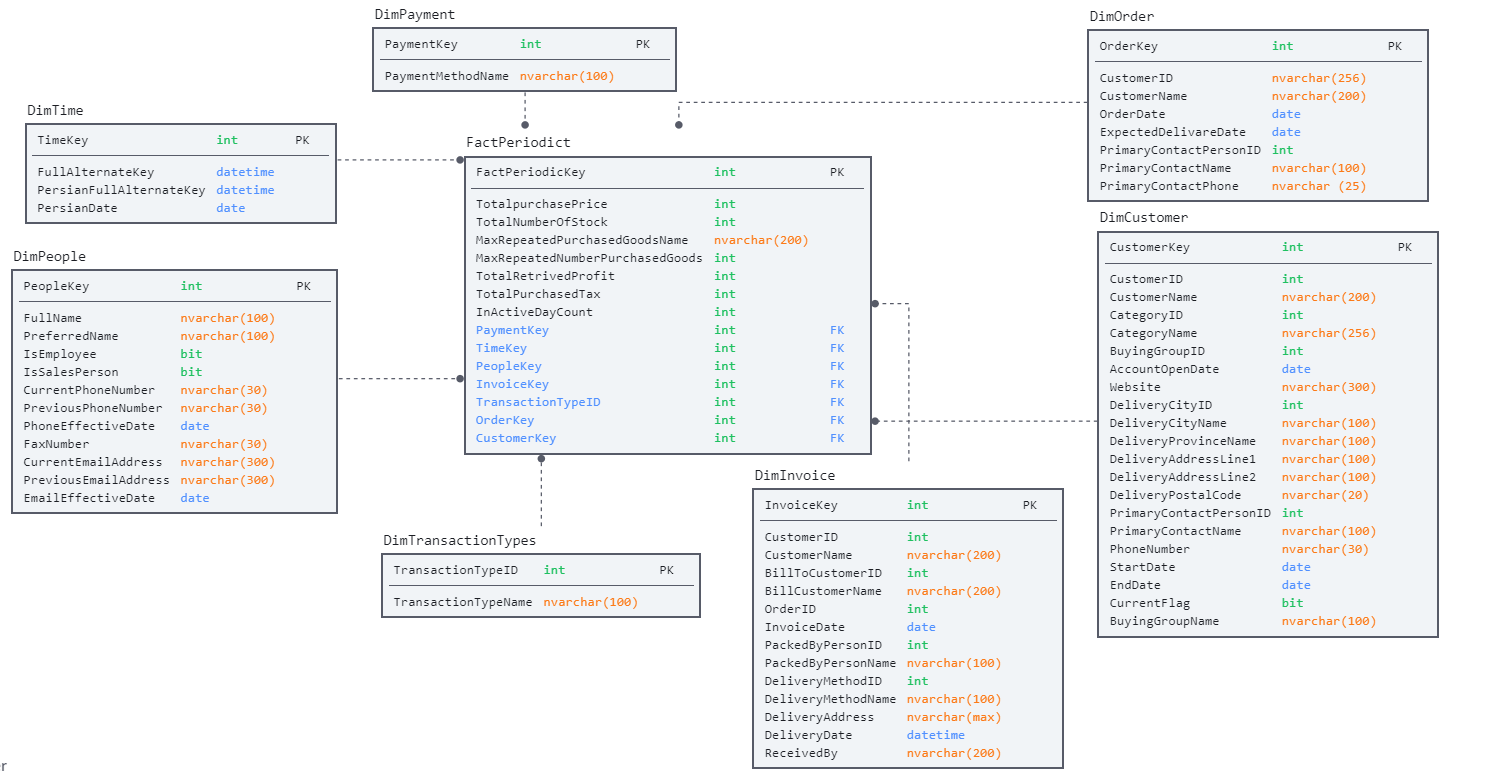 DimPayment
PaymentKey int PK
PaymentMethodName nvarchar(100)
DimOrder
OrderKey int PK
CustomerID nvarchar(256)
CustomerName nvarchar(200)
OrderDate date
ExpectedDelivareDate date
PrimaryContactPersonID int
PrimaryContactName nvarchar(100)
PrimaryContactPhone nvarchar (25)
DimTime
TimeKey int PK
FullAlternateKey datetime
PersianFullAlternateKey datetime
PersianDate date
FactPeriodict
FactPeriodicKey int PK
TotalpurchasePrice int
TotalNumberOfStock int
MaxRepeatedPurchasedGoodsName nvarchar(200)
MaxRepeatedNumberPurchasedGoods int
TotalRetrivedProfit int
TotalPurchasedTax int
InActiveDayCount int
PaymentKey int FK
TimeKey int FK
PeopleKey int FK
InvoiceKey int FK
TransactionTypeID int FK
OrderKey int FK
CustomerKey int FK
DimCustomer
CustomerKey int PK
CustomerID int
CustomerName nvarchar(200)
CategoryID int
CategoryName nvarchar(256)
BuyingGroupID int
AccountOpenDate date
Website nvarchar(300)
DeliveryCityID int
DeliveryCityName nvarchar(100)
DeliveryProvinceName nvarchar(100)
DeliveryAddressLine1 nvarchar(100)
DeliveryAddressLine2 nvarchar(100)
DeliveryPostalCode nvarchar(20)
PrimaryContactPersonID int
PrimaryContactName nvarchar(100)
PhoneNumber nvarchar(30)
StartDate date
EndDate date
CurrentFlag bit
BuyingGroupName nvarchar(100)
DimPeople
PeopleKey int PK
FullName nvarchar(100)
PreferredName nvarchar(100)
IsEmployee bit
IsSalesPerson bit
CurrentPhoneNumber nvarchar(30)
PreviousPhoneNumber nvarchar(30)
PhoneEffectiveDate date
FaxNumber nvarchar(30)
CurrentEmailAddress nvarchar(300)
PreviousEmailAddress nvarchar(300)
EmailEffectiveDate date
DimTransactionTypes
TransactionTypeID int PK
TransactionTypeName nvarchar(100)
DimInvoice
InvoiceKey int PK
CustomerID int
CustomerName nvarchar(200)
BillToCustomerID int
BillCustomerName nvarchar(200)
OrderID int
InvoiceDate date
PackedByPersonID int
PackedByPersonName nvarchar(100)
DeliveryMethodID int
DeliveryMethodName nvarchar(100)
DeliveryAddress nvarchar(max)
DeliveryDate datetime
ReceivedBy nvarchar(200)